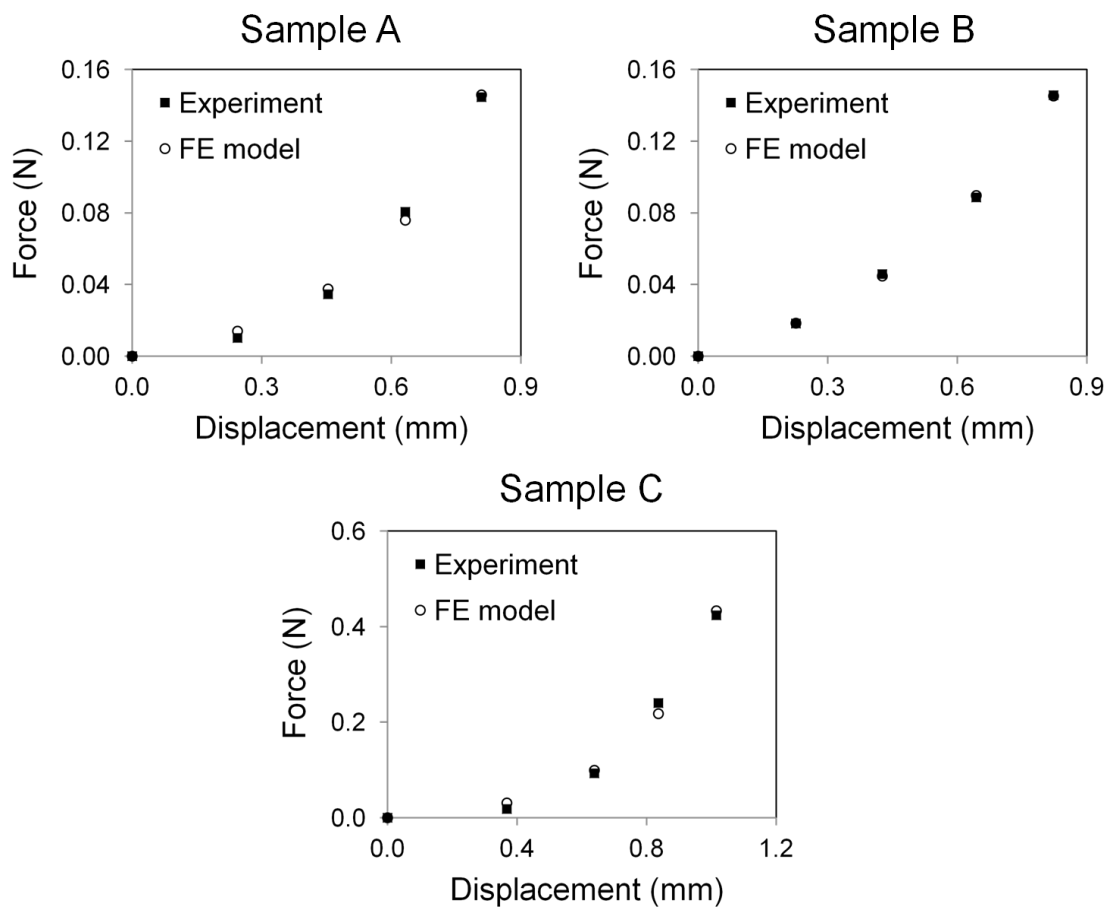 Sample A
0.16
0.12
0.08
0.04
0.00
Force (N)
Experiment
FE model
0.0 0.3 0.6 0.9
Displacement (mm)
Sample B
0.16
0.12
0.08
0.04
0.00
Force (N)
Experiment
FE model
0.0 0.3 0.6 0.9
Displacement (mm)
Sample C
0.6
0.4
0.2
0.0
Force (N)
Experiment
FE model
0.0 0.4 0.8 1.2
Displacement (mm)